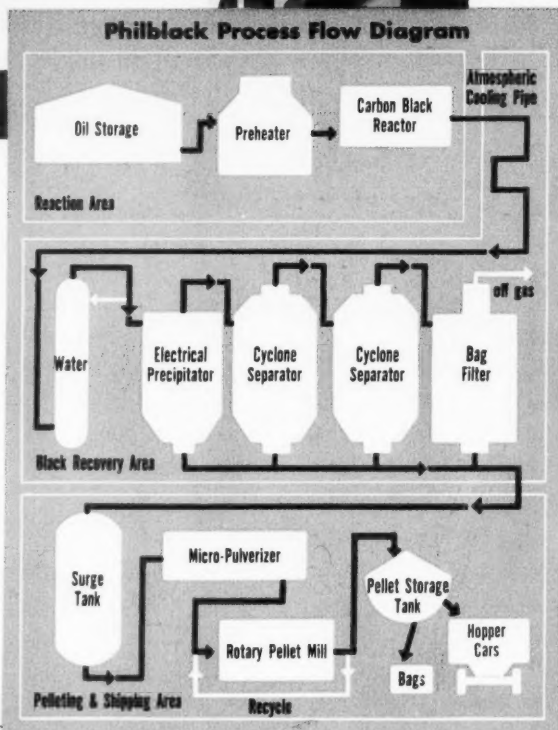 Philblack Process Flow Diagram
Atmospheric
Cooling Pipe
Oil Storage
Preheater
Carbon Black
Reactor
Reaction Area
off gas
Water
Electrical
Precipitator
Cyclone
Separator
Cyclone
Separator
Bag
Filter
Black Recovery Area
Surge
Tank
Micro-Pulverizer
Pellet Storage
Tank
Rotary Pellet Mill
Hopper
Cars
Bags
Pelleting & Shipping Area
Recycle